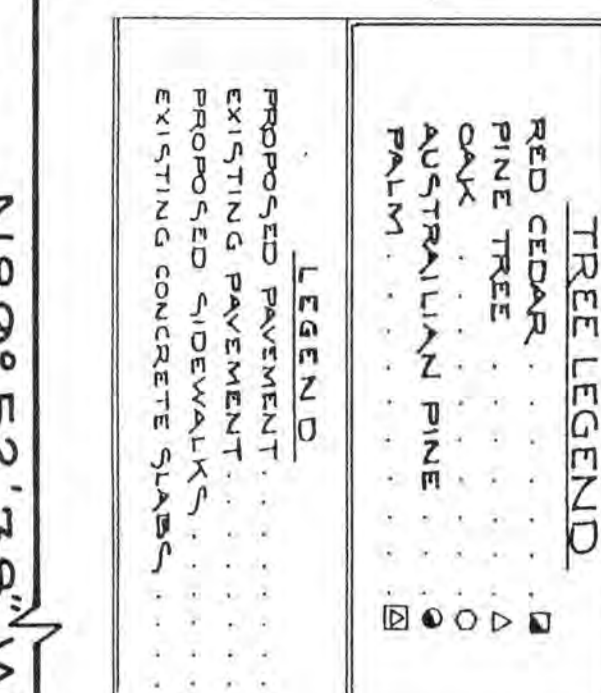 TREE LEGEND
RED CEDAR . . . . .
PINE TREE . . . . .
OAK . . . . . . .
AUSTRAILIAN PINE . . .
PALM . . . . . . .
LEGEND
PROPOSED PAVEMENT . . . . . .
EXISTING PAVEMENT . . . . . .
PROPOSED SIDEWALKS . . . . .
EXISTING CONCRETE SLABS . . . .